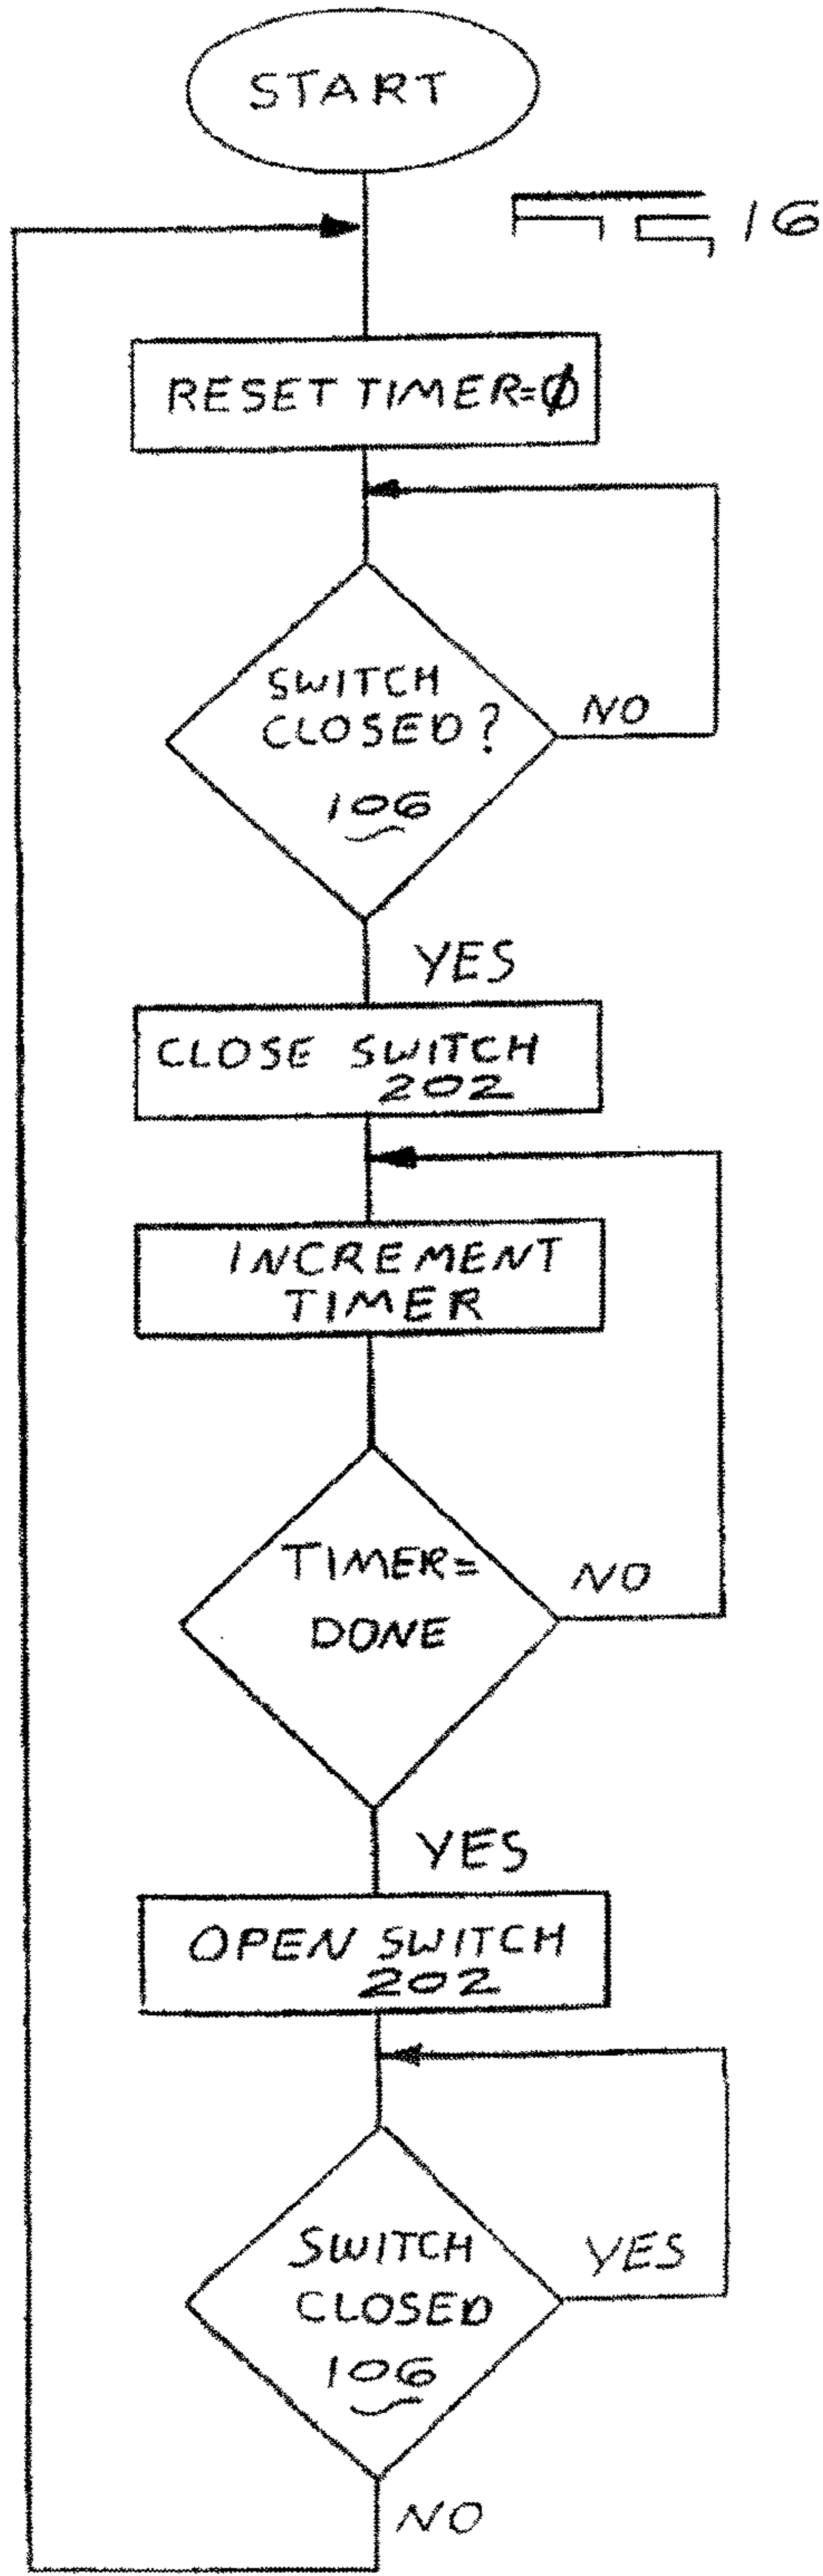 START
16
RESET TIMER=Ø
SWITCH
CLOSED?
NO
106
YES
CLOSE SWITCH
202
INCREMENT
TIMER
TIMER=
NO
DONE
YES
OPEN SWITCH
202
SWITCH
YES
CLOSED
106
NO